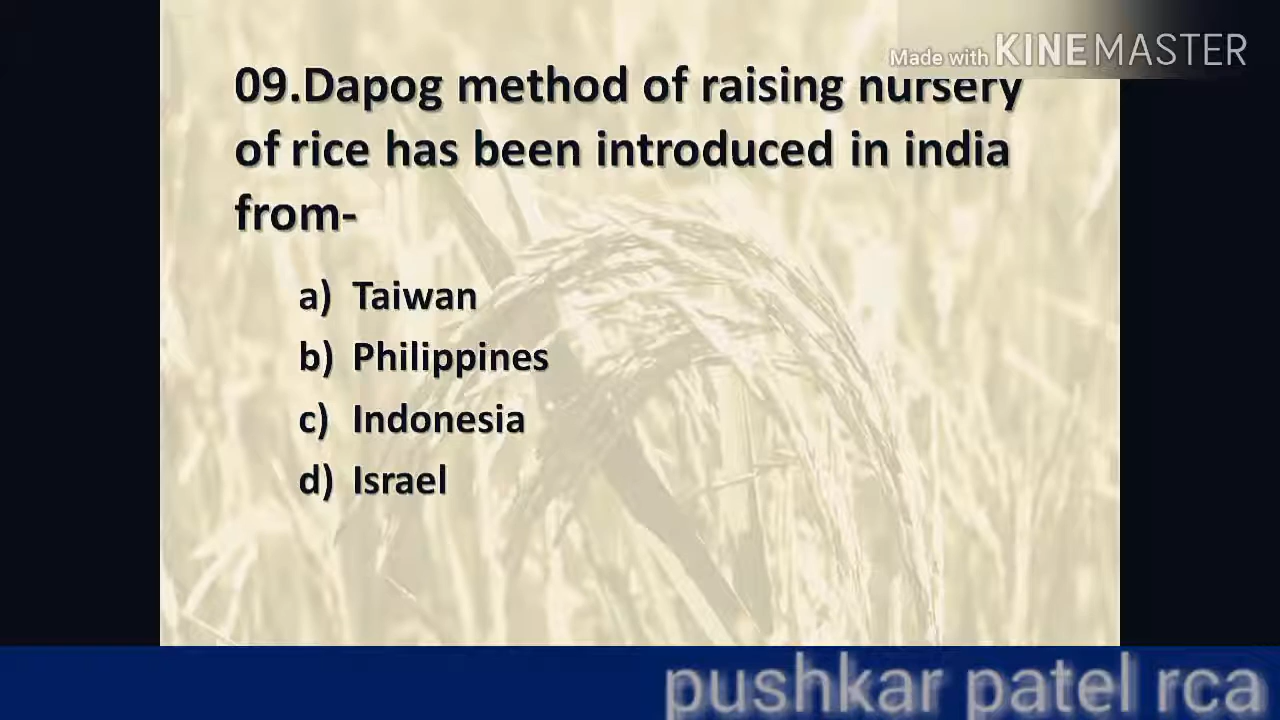 Made with KINEMASTER
09.Dapog method of raising nursery
of rice has been introduced in india
from-
a) Taiwan
b) Philippines
c) Indonesia
d) Israel
pushkar patel rca